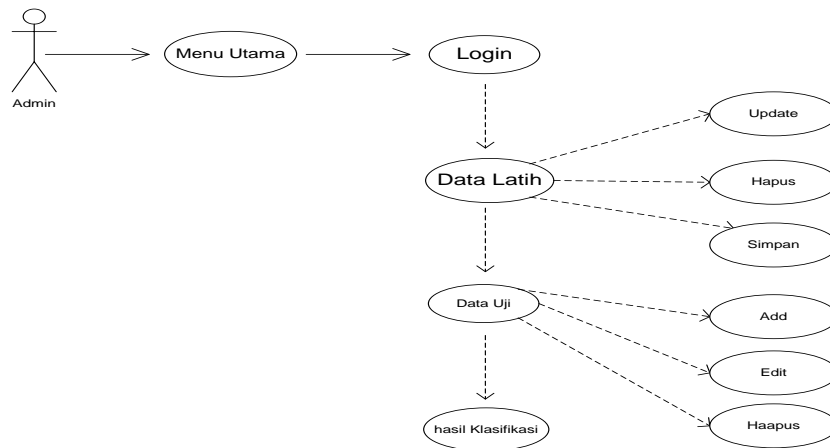 Admin
Menu Utama
Login
Data Latih
Update
Hapus
Simpan
Data Uji
Add
Edit
Haapus
hasil Klasifikasi